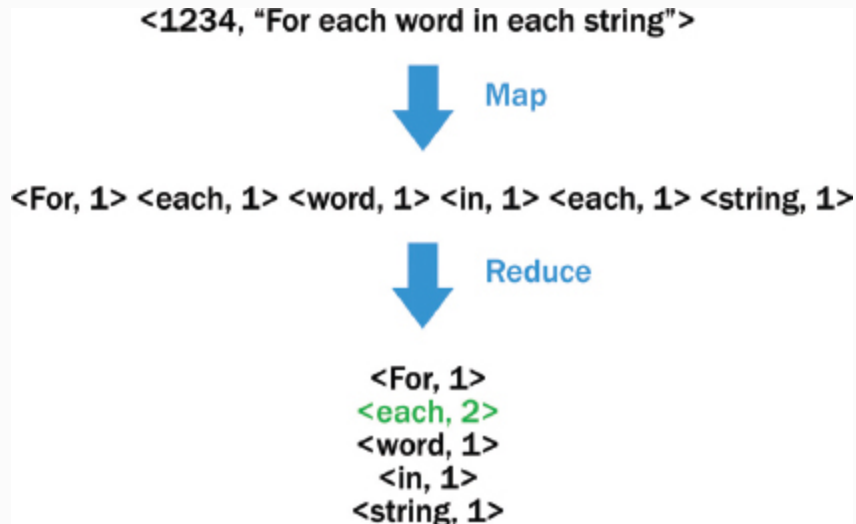 <1234, “For each word in each string”>
Map
<For, 1> <each, 1> <word, 1> <in, 1> <each, 1> <string, 1>
Reduce
<For, 1>
<each, 2>
<word, 1>
<in, 1>
<string, 1>